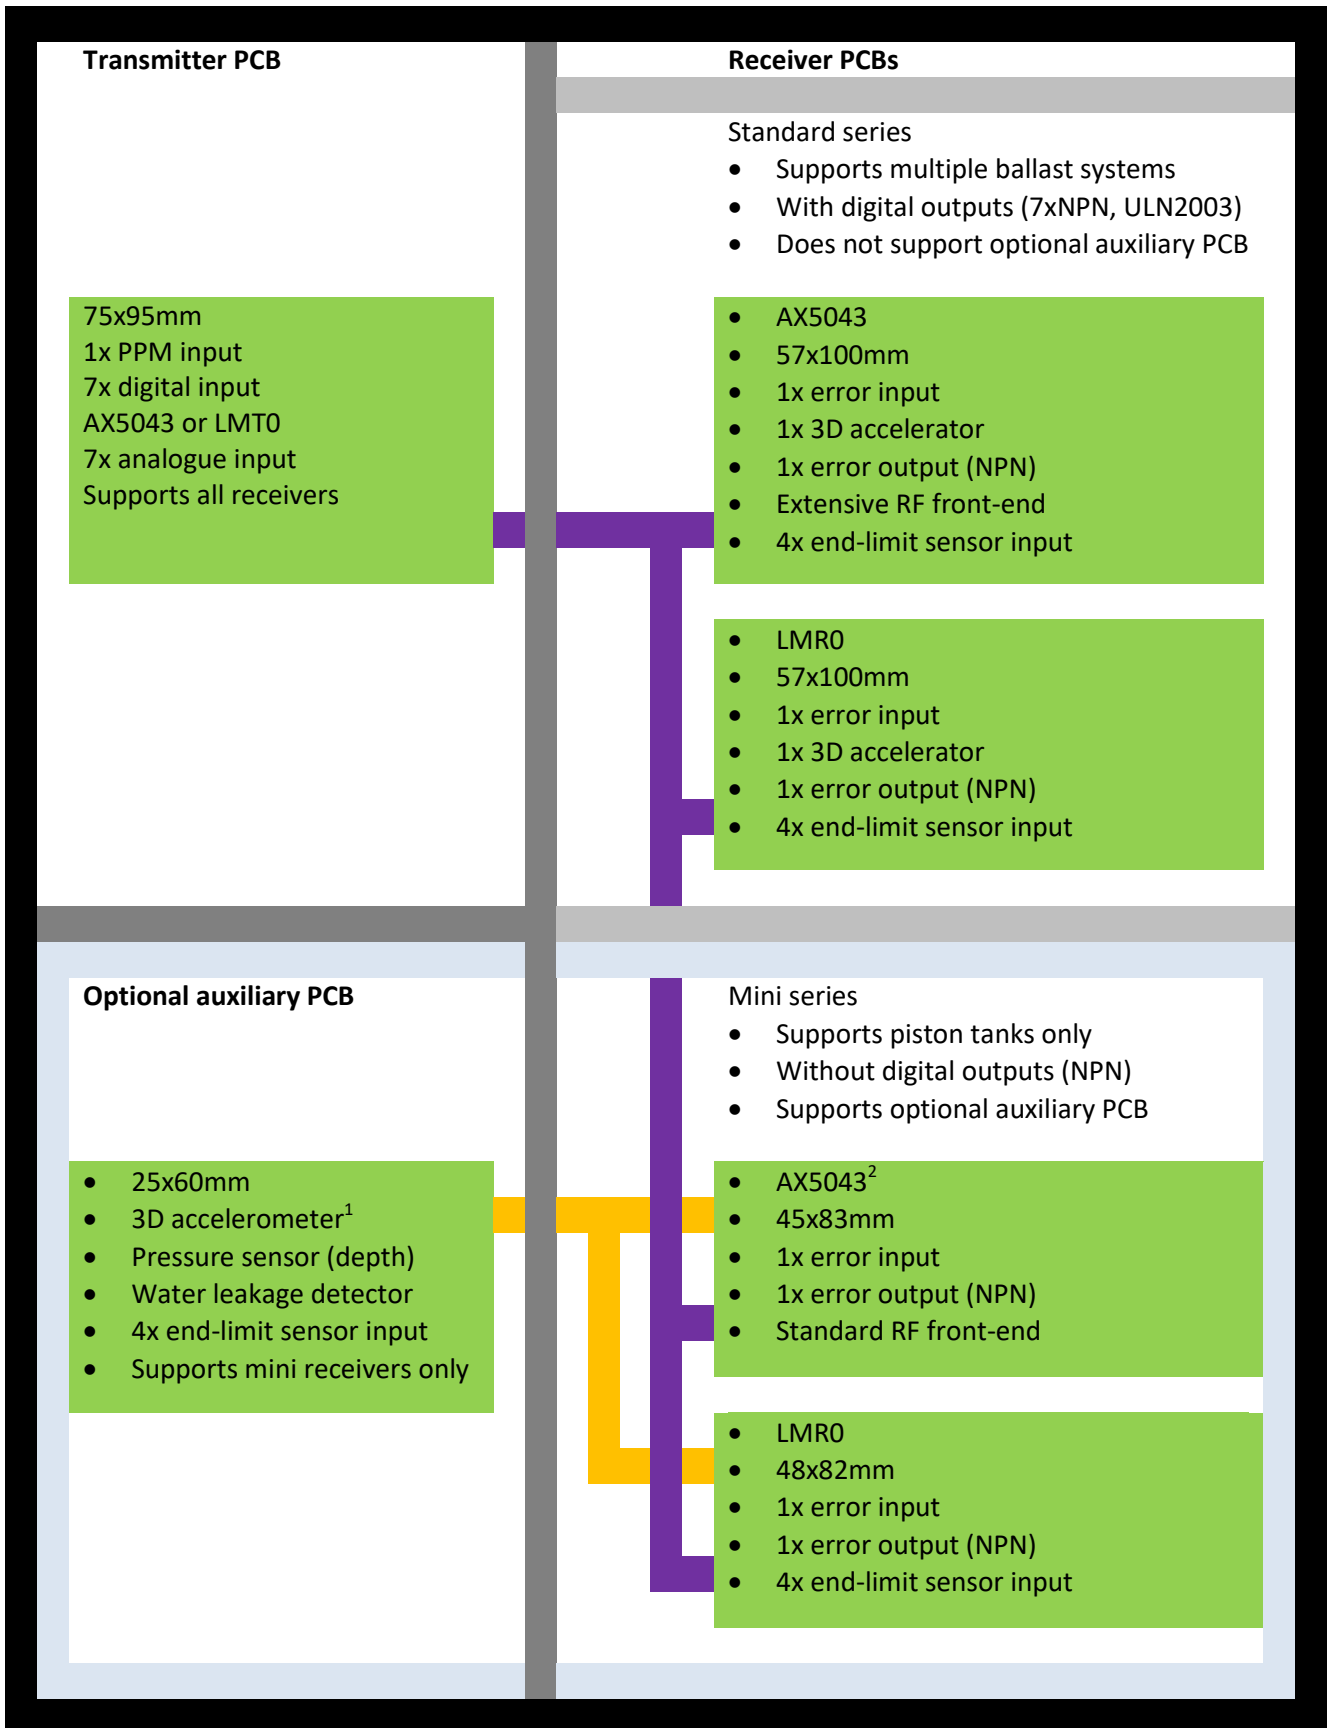 Transmitter PCB
75x95mm
1x PPM input
7x digital input
AX5043 or LMT0
7x analogue input
Supports all receivers
Receiver PCBs
Standard series
• Supports multiple ballast systems
• With digital outputs (7xNPN, ULN2003)
• Does not support optional auxiliary PCB
• AX5043
• 57x100mm
• 1x error input
• 1x 3D accelerator
• 1x error output (NPN)
• Extensive RF front-end
• 4x end-limit sensor input
• LMR0
• 57x100mm
• 1x error input
• 1x 3D accelerator
• 1x error output (NPN)
• 4x end-limit sensor input
Optional auxiliary PCB
• 25x60mm
• 3D accelerometer¹
• Pressure sensor (depth)
• Water leakage detector
• 4x end-limit sensor input
• Supports mini receivers only
Mini series
• Supports piston tanks only
• Without digital outputs (NPN)
• Supports optional auxiliary PCB
• AX5043²
• 45x83mm
• 1x error input
• 1x error output (NPN)
• Standard RF front-end
• LMR0
• 48x82mm
• 1x error input
• 1x error output (NPN)
• 4x end-limit sensor input